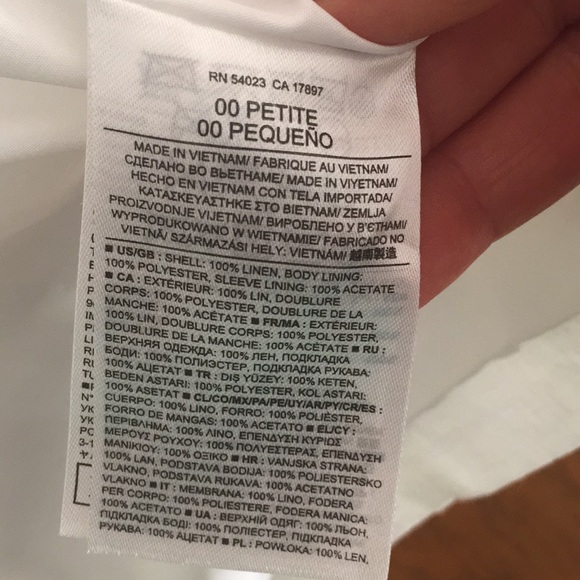 RN 54023 CA 17897
00 PETITE
00 PEQUEÑO
MADE IN VIETNAM/ FABRIQUE AU VIETNAM/
СДЕЛАНО ВО ВЬЕТНАМЕ/ MADE IN VIYETNAM/
HECHO EN VIETNAM CON TELA IMPORTADA/
ΚΑΤΑΣΚΕΥΑΣΤΗΚΕ ΣΤΟ ΒΙΕΤΝΑΜ/ ZEMLJA
PROIZVODNJE VIJETNAM/ ВИРОБЛЕНО У В'ЄТНАМІ/
WYPRODUKOWANO W WIETNAMIE/ FABRICADO NO
VIETNÃ/ SZÁRMAZÁSI HELY: VIETNÁM/ 越南製造
■ US/GB : SHELL: 100% LINEN, BODY LINING:
100% POLYESTER, SLEEVE LINING: 100% ACETATE
■ CA : EXTÉRIEUR: 100% LIN, DOUBLURE
CORPS: 100% POLYESTER, DOUBLURE DE LA
MANCHE: 100% ACÉTATE ■ FR/MA : EXTÉRIEUR:
100% LIN, DOUBLURE CORPS: 100% POLYESTER,
DOUBLURE DE LA MANCHE: 100% ACÉTATE ■ RU :
ВЕРХНЯЯ ОДЕЖДА: 100% ЛЕН, ПОДКЛАДКА
БОДИ: 100% ПОЛИЭСТЕР, ПОДКЛАДКА РУКАВА:
100% АЦЕТАТ ■ TR : DIŞ YÜZEY: 100% KETEN,
BEDEN ASTARI: 100% POLYESTER, KOL ASTARI:
100% ASETAT ■ CL/CO/MX/PA/PE/UY/AR/PY/CR/ES :
CUERPO: 100% LINO, FORRO: 100% POLIÉSTER,
FORRO DE MANGAS: 100% ACETATO ■ EL/CY :
ΠΕΡΙΒΛΗΜΑ: 100% ΛΙΝΟ, ΕΠΕΝΔΥΣΗ ΚΥΡΙΩΣ
ΜΕΡΟΥΣ ΡΟΥΧΟΥ: 100% ΠΟΛΥΕΣΤΕΡΑΣ, ΕΠΕΝΔΥΣΗ
ΜΑΝΙΚΙΟΥ: 100% ΟΞΙΚΟ ■ HR : VANJSKA STRANA:
100% LAN, PODSTAVA BODIJA: 100% POLIESTERSKO
VLAKNO, PODSTAVA RUKAVA: 100% ACETATNO
VLAKNO ■ IT : MEMBRANA: 100% LINO, FODERA
PER CORPO: 100% POLIESTERE, FODERA MANICA:
100% ACETATO ■ UA : ВЕРХНІЙ ОДЯГ: 100% ЛЬОН,
ПІДКЛАДКА БОДІ: 100% ПОЛІЕСТЕР, ПІДКЛАДКА
РУКАВА: 100% АЦЕТАТ ■ PL : POWŁOKA: 100% LEN,